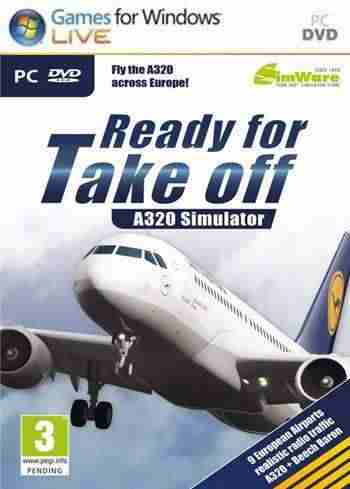 Games for Windows
LIVE
PC
DVD
PC DVD
Fly the A320
across Europe!
SimWare
Ready for
Take off
A320 Simulator
3
www.pegi.info
PENDING
9 European Airports
realistic radio traffic
A320 + Beech Baron